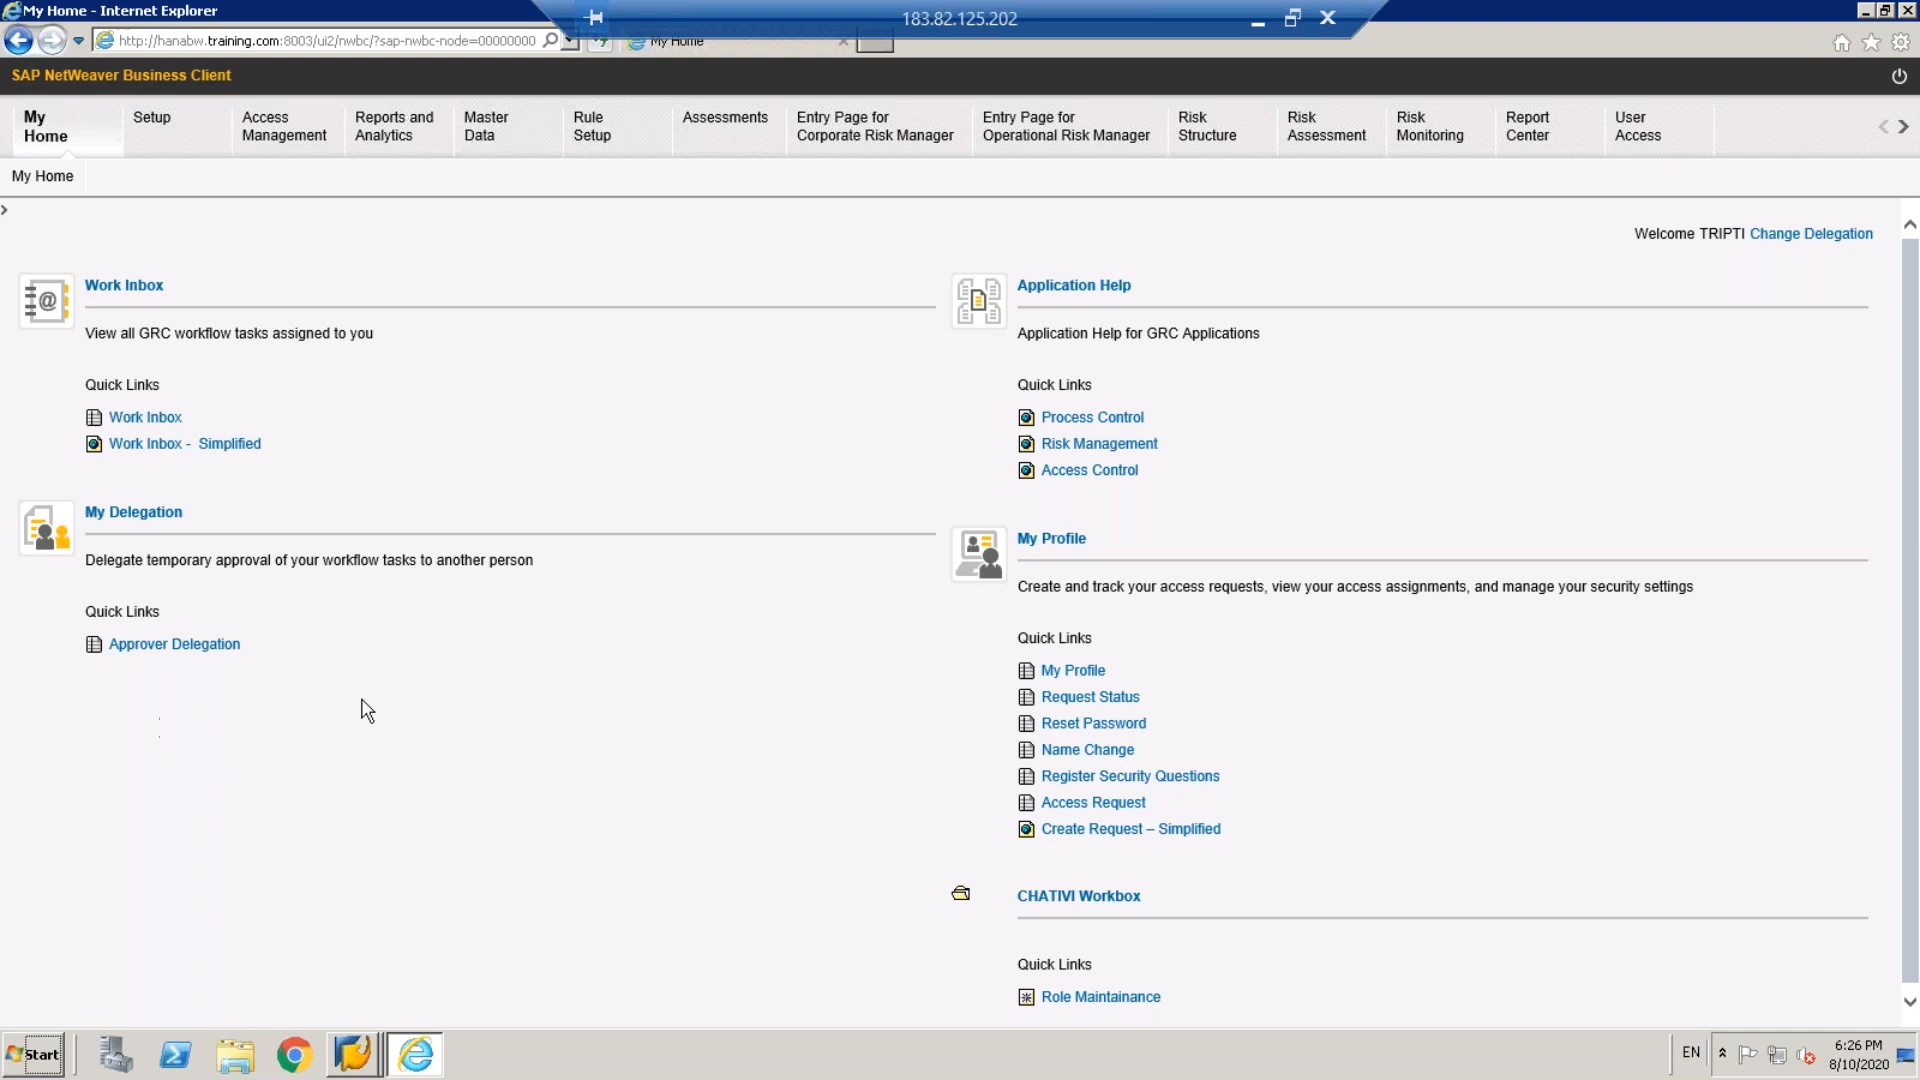 My Home - Internet Explorer
183.82.125.202
http://hanabw.training.com:8003/ui2/nwbc/?sap-nwbc-node=00000000
My Home
SAP NetWeaver Business Client
My Home
Setup
Access Management
Reports and Analytics
Master Data
Rule Setup
Assessments
Entry Page for Corporate Risk Manager
Entry Page for Operational Risk Manager
Risk Structure
Risk Assessment
Risk Monitoring
Report Center
User Access
My Home
Welcome TRIPTI Change Delegation
Work Inbox
View all GRC workflow tasks assigned to you
Quick Links
Work Inbox
Work Inbox - Simplified
My Delegation
Delegate temporary approval of your workflow tasks to another person
Quick Links
Approver Delegation
Application Help
Application Help for GRC Applications
Quick Links
Process Control
Risk Management
Access Control
My Profile
Create and track your access requests, view your access assignments, and manage your security settings
Quick Links
My Profile
Request Status
Reset Password
Name Change
Register Security Questions
Access Request
Create Request – Simplified
CHATIVI Workbox
Quick Links
Role Maintainance
Start
EN
6:26 PM
8/10/2020